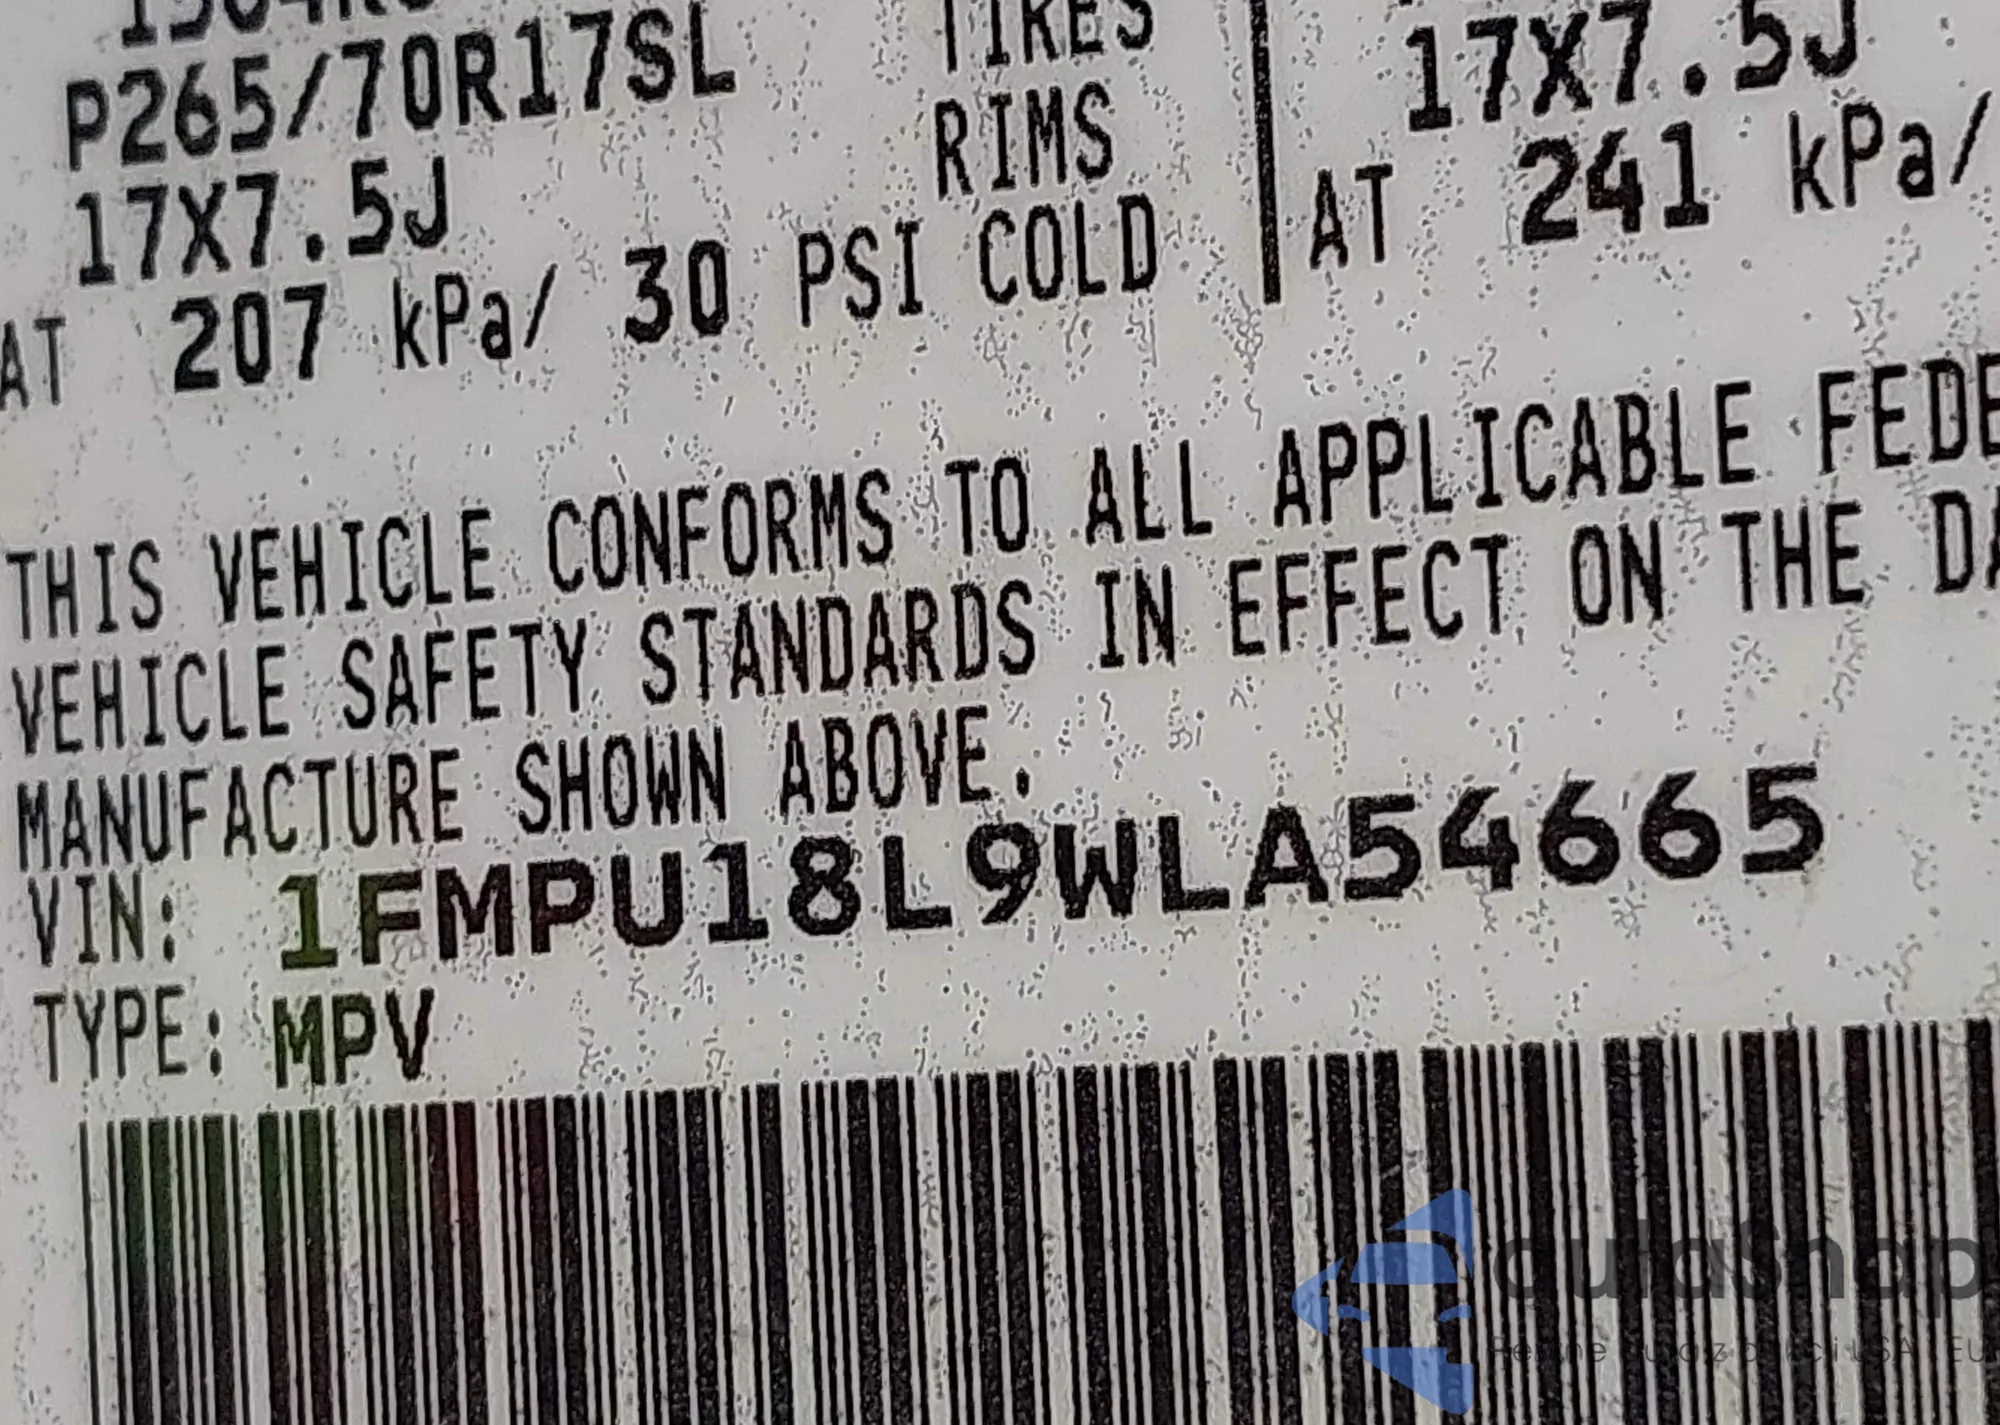 P265/70R17SL TIRES
17X7.5J RIMS 17X7.5J
AT 207 kPa/ 30 PSI COLD AT 241 kPa/
THIS VEHICLE CONFORMS TO ALL APPLICABLE FEDE
VEHICLE SAFETY STANDARDS IN EFFECT ON THE DA
MANUFACTURE SHOWN ABOVE.
VIN: 1FMPU18L9WLA54665
TYPE: MPV
autaSnap